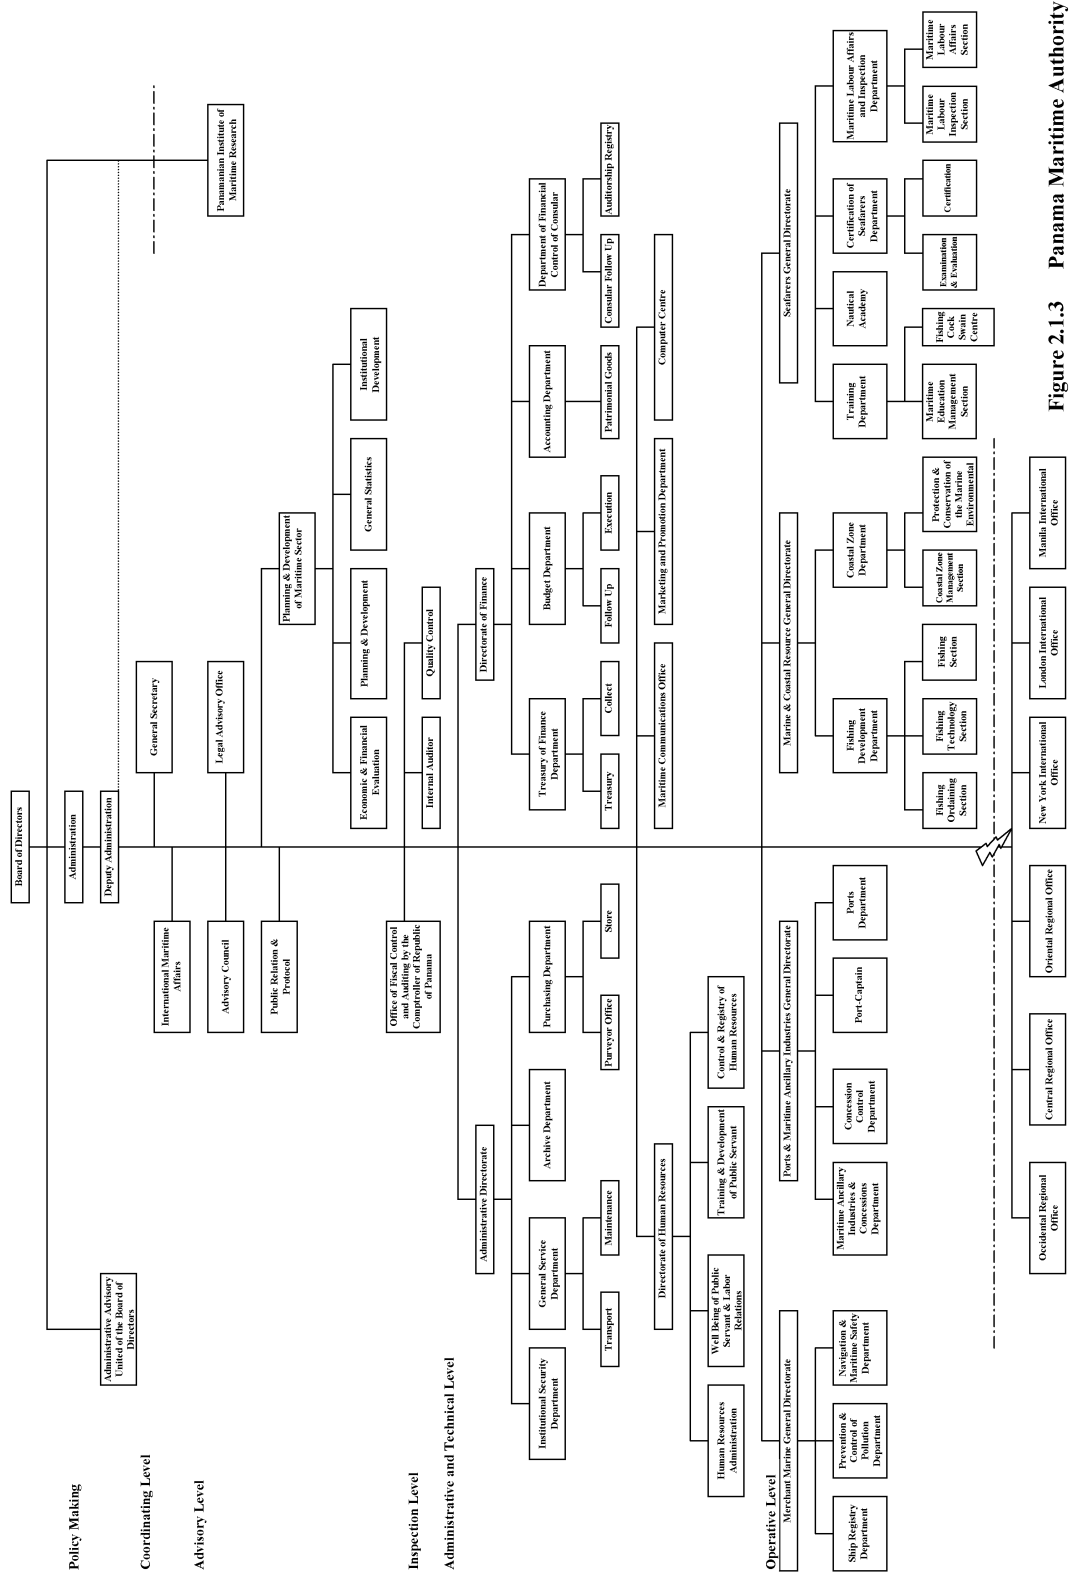 Policy Making
Board of Directors
Administration
Deputy Administration
Administrative Advisory
United of the Board of
Directors
Coordinating Level
General Secretary
International Maritime
Affairs
Advisory Level
Advisory Council
Legal Advisory Office
Panamanian Institute of
Maritime Research
Public Relation &
Protocol
Planning & Development
of Maritime Sector
Economic & Financial
Evaluation
Planning & Development
General Statistics
Institutional
Development
Inspection Level
Office of Fiscal Control
and Auditing by the
Comptroller of Republic
of Panama
Internal Auditor
Quality Control
Administrative and Technical Level
Administrative Directorate
Directorate of Finance
Institutional Security
Department
General Service
Department
Archive Department
Purchasing Department
Treasury of Finance
Department
Budget Department
Accounting Department
Department of Financial
Control of Consular
Transport
Maintenance
Purveyor Office
Store
Treasury
Collect
Follow Up
Execution
Patrimonial Goods
Consular Follow Up
Auditorship Registry
Directorate of Human Resources
Maritime Communications Office
Marketing and Promotion Department
Computer Centre
Human Resources
Administration
Well Being of Public
Servant & Labor
Relations
Training & Development
of Public Servant
Control & Registry of
Human Resources
Operative Level
Merchant Marine General Directorate
Ports & Maritime Ancillary Industries General Directorate
Marine & Coastal Resource General Directorate
Seafarers General Directorate
Ship Registry
Department
Prevention &
Control of
Pollution
Department
Navigation &
Maritime Safety
Department
Maritime Ancillary
Industries &
Concessions
Department
Concession
Control
Department
Port-Captain
Ports
Department
Fishing
Development
Department
Coastal Zone
Department
Training
Department
Nautical
Academy
Certification of
Seafarers
Department
Maritime Labour Affairs
and Inspection
Department
Fishing
Ordaining
Section
Fishing
Technology
Section
Fishing
Section
Coastal Zone
Management
Section
Protection &
Conservation of
the Marine
Environmental
Maritime
Education
Management
Section
Fishing
Cock
Swain
Centre
Examination
& Evaluation
Certification
Maritime
Labour
Inspection
Section
Maritime
Labour
Affairs
Section
Occidental Regional
Office
Central Regional Office
Oriental Regional Office
New York International
Office
London International
Office
Manila International
Office
Figure 2.1.3 Panama Maritime Authority